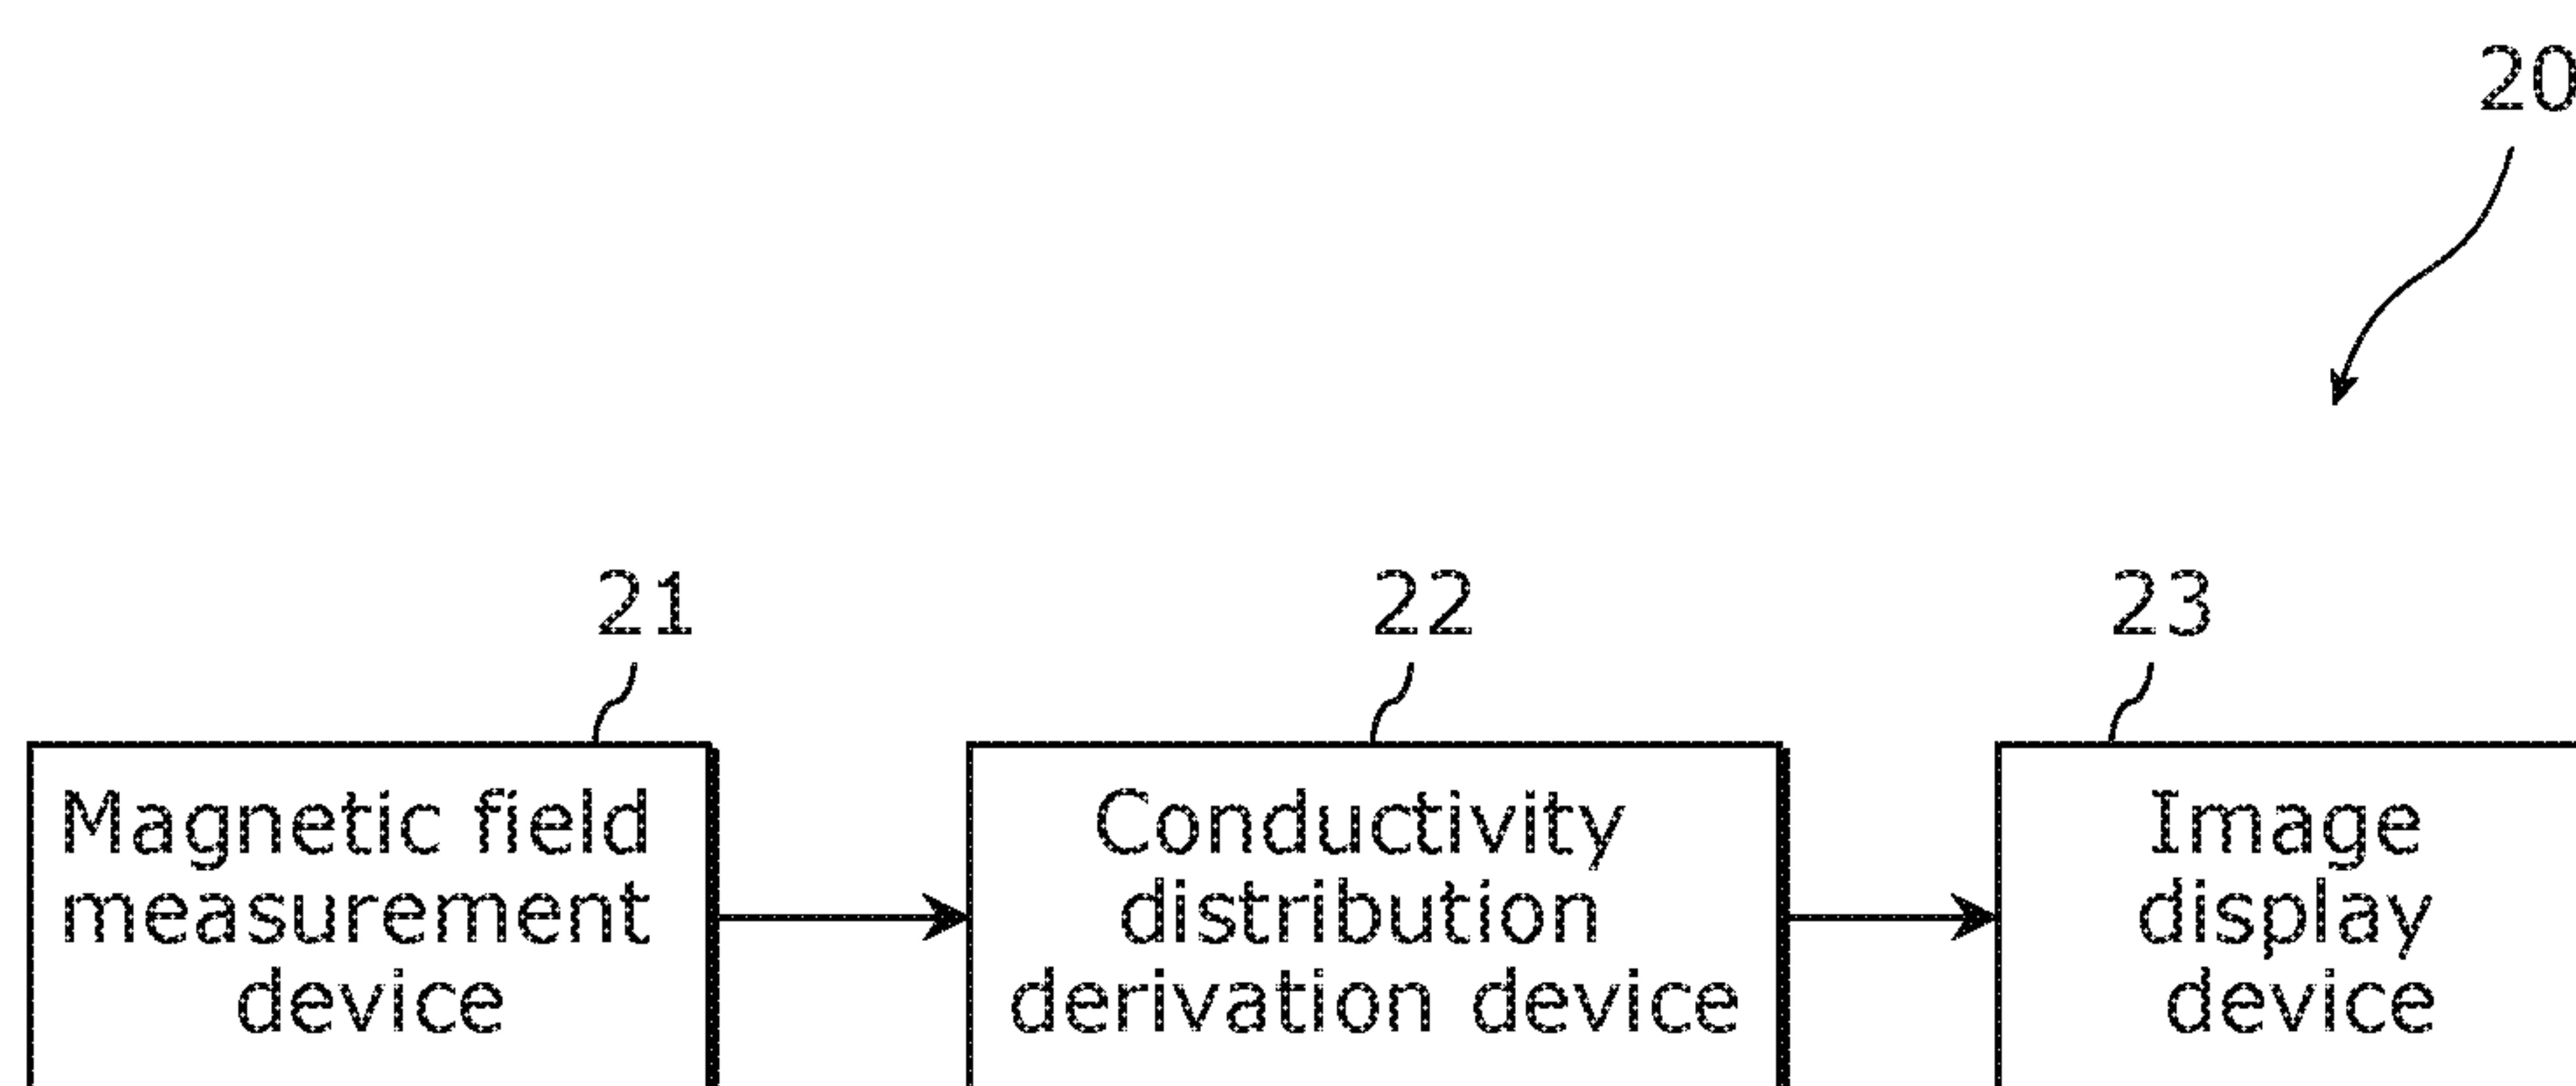 20
21
22
23
Magnetic field
measurement
device
Conductivity
distribution
derivation device
Image
display
device